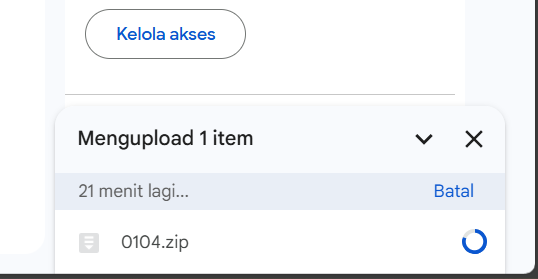 Kelola akses
Mengupload 1 item
21 menit lagi...
Batal
0104.zip